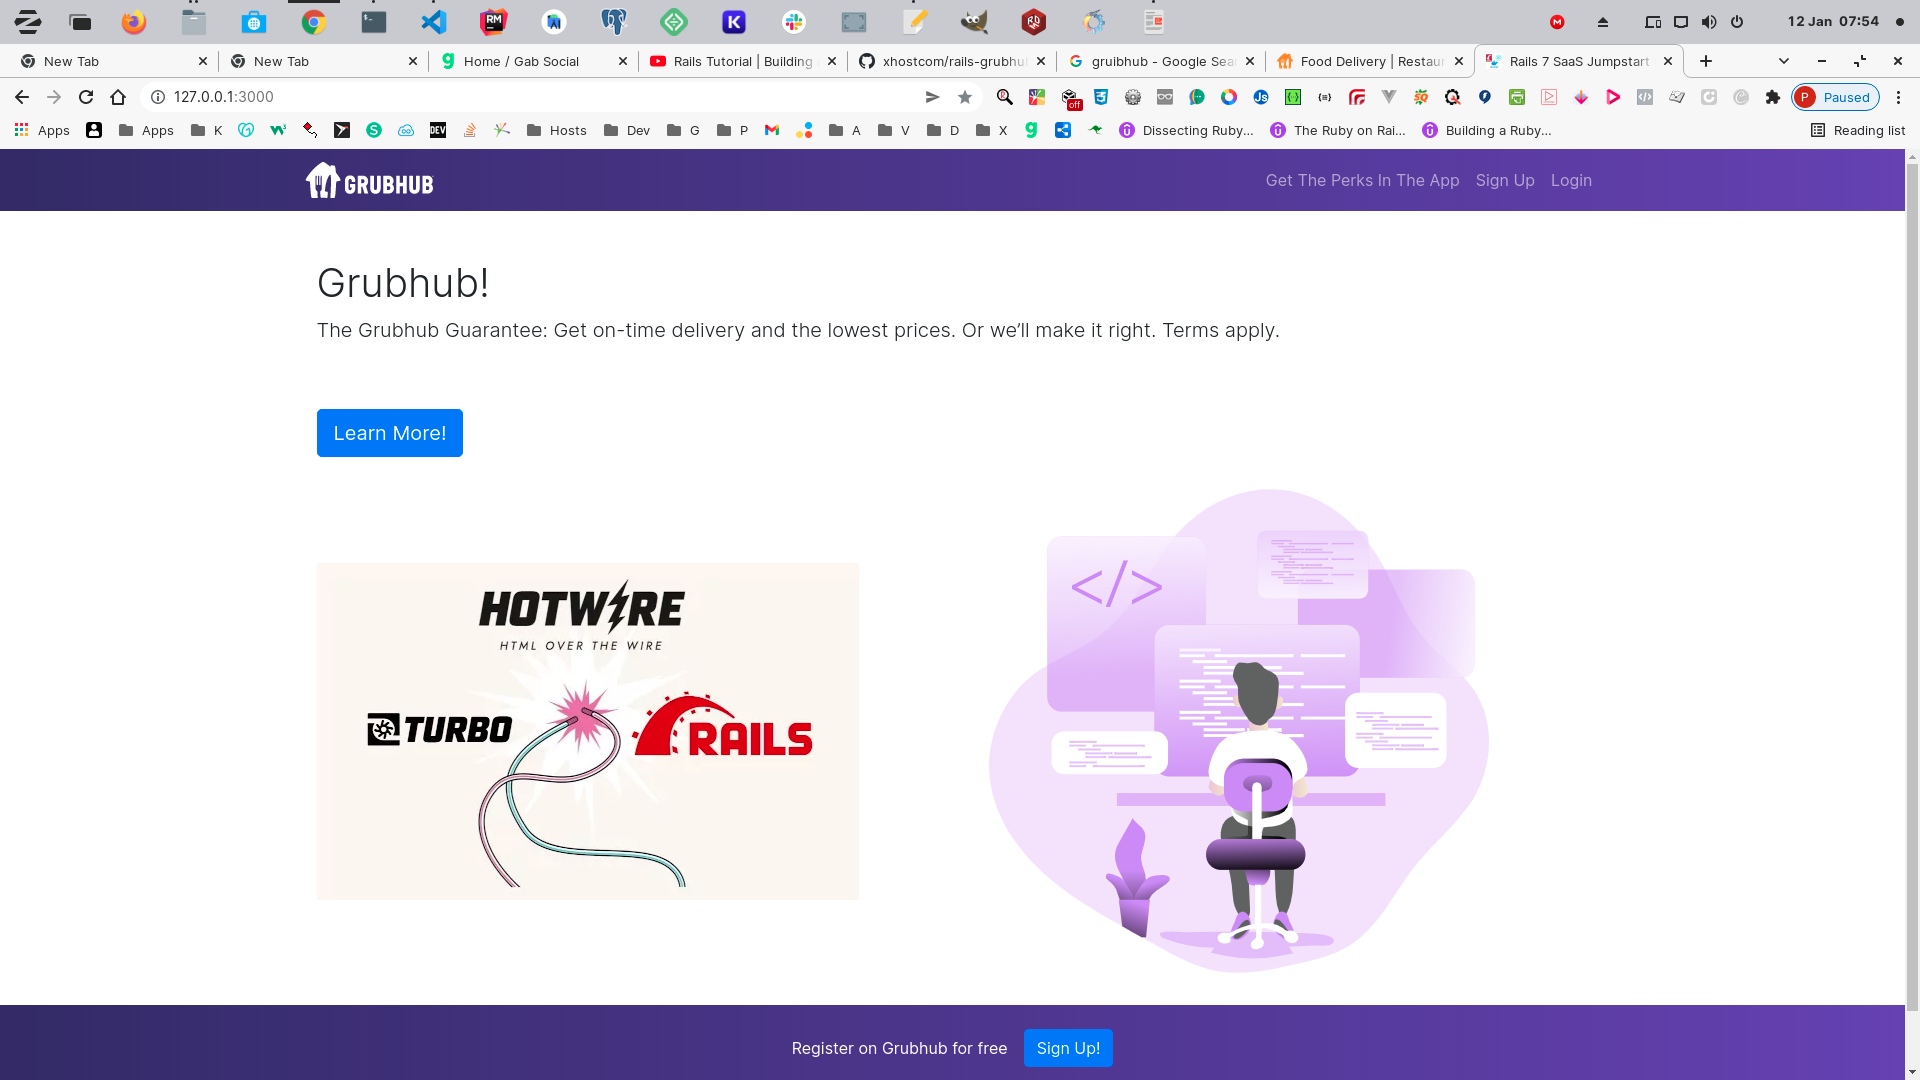 12 Jan 07:54
New Tab
New Tab
Home / Gab Social
Rails Tutorial | Building
xhostcom/rails-grubhub
gruibhub - Google Sea
Food Delivery | Restaur
Rails 7 SaaS Jumpstart
127.0.0.1:3000
off
P Paused
Apps
Apps
K
DEV
Hosts
Dev
G
P
A
V
D
X
Dissecting Ruby...
The Ruby on Rai...
Building a Ruby...
Reading list
GRUBHUB
Get The Perks In The App
Sign Up
Login
Grubhub!
The Grubhub Guarantee: Get on-time delivery and the lowest prices. Or we’ll make it right. Terms apply.
Learn More!
HOTWIRE
HTML OVER THE WIRE
TURBO
RAILS
</>
Register on Grubhub for free
Sign Up!